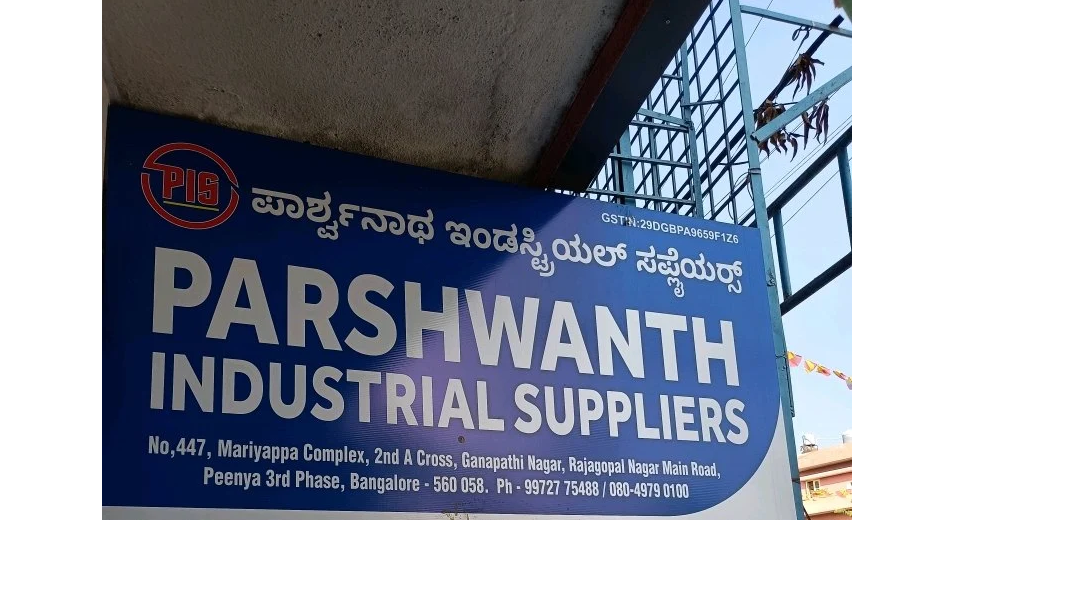 PIS
GSTIN:29DGBPA9659F1Z6
ಪಾರ್ಶ್ವನಾಥ ಇಂಡಸ್ಟ್ರಿಯಲ್ ಸಪ್ಲೈಯರ್ಸ್
PARSHWANTH
INDUSTRIAL SUPPLIERS
No,447, Mariyappa Complex, 2nd A Cross, Ganapathi Nagar, Rajagopal Nagar Main Road,
Peenya 3rd Phase, Bangalore - 560 058. Ph - 99727 75488 / 080-4979 0100